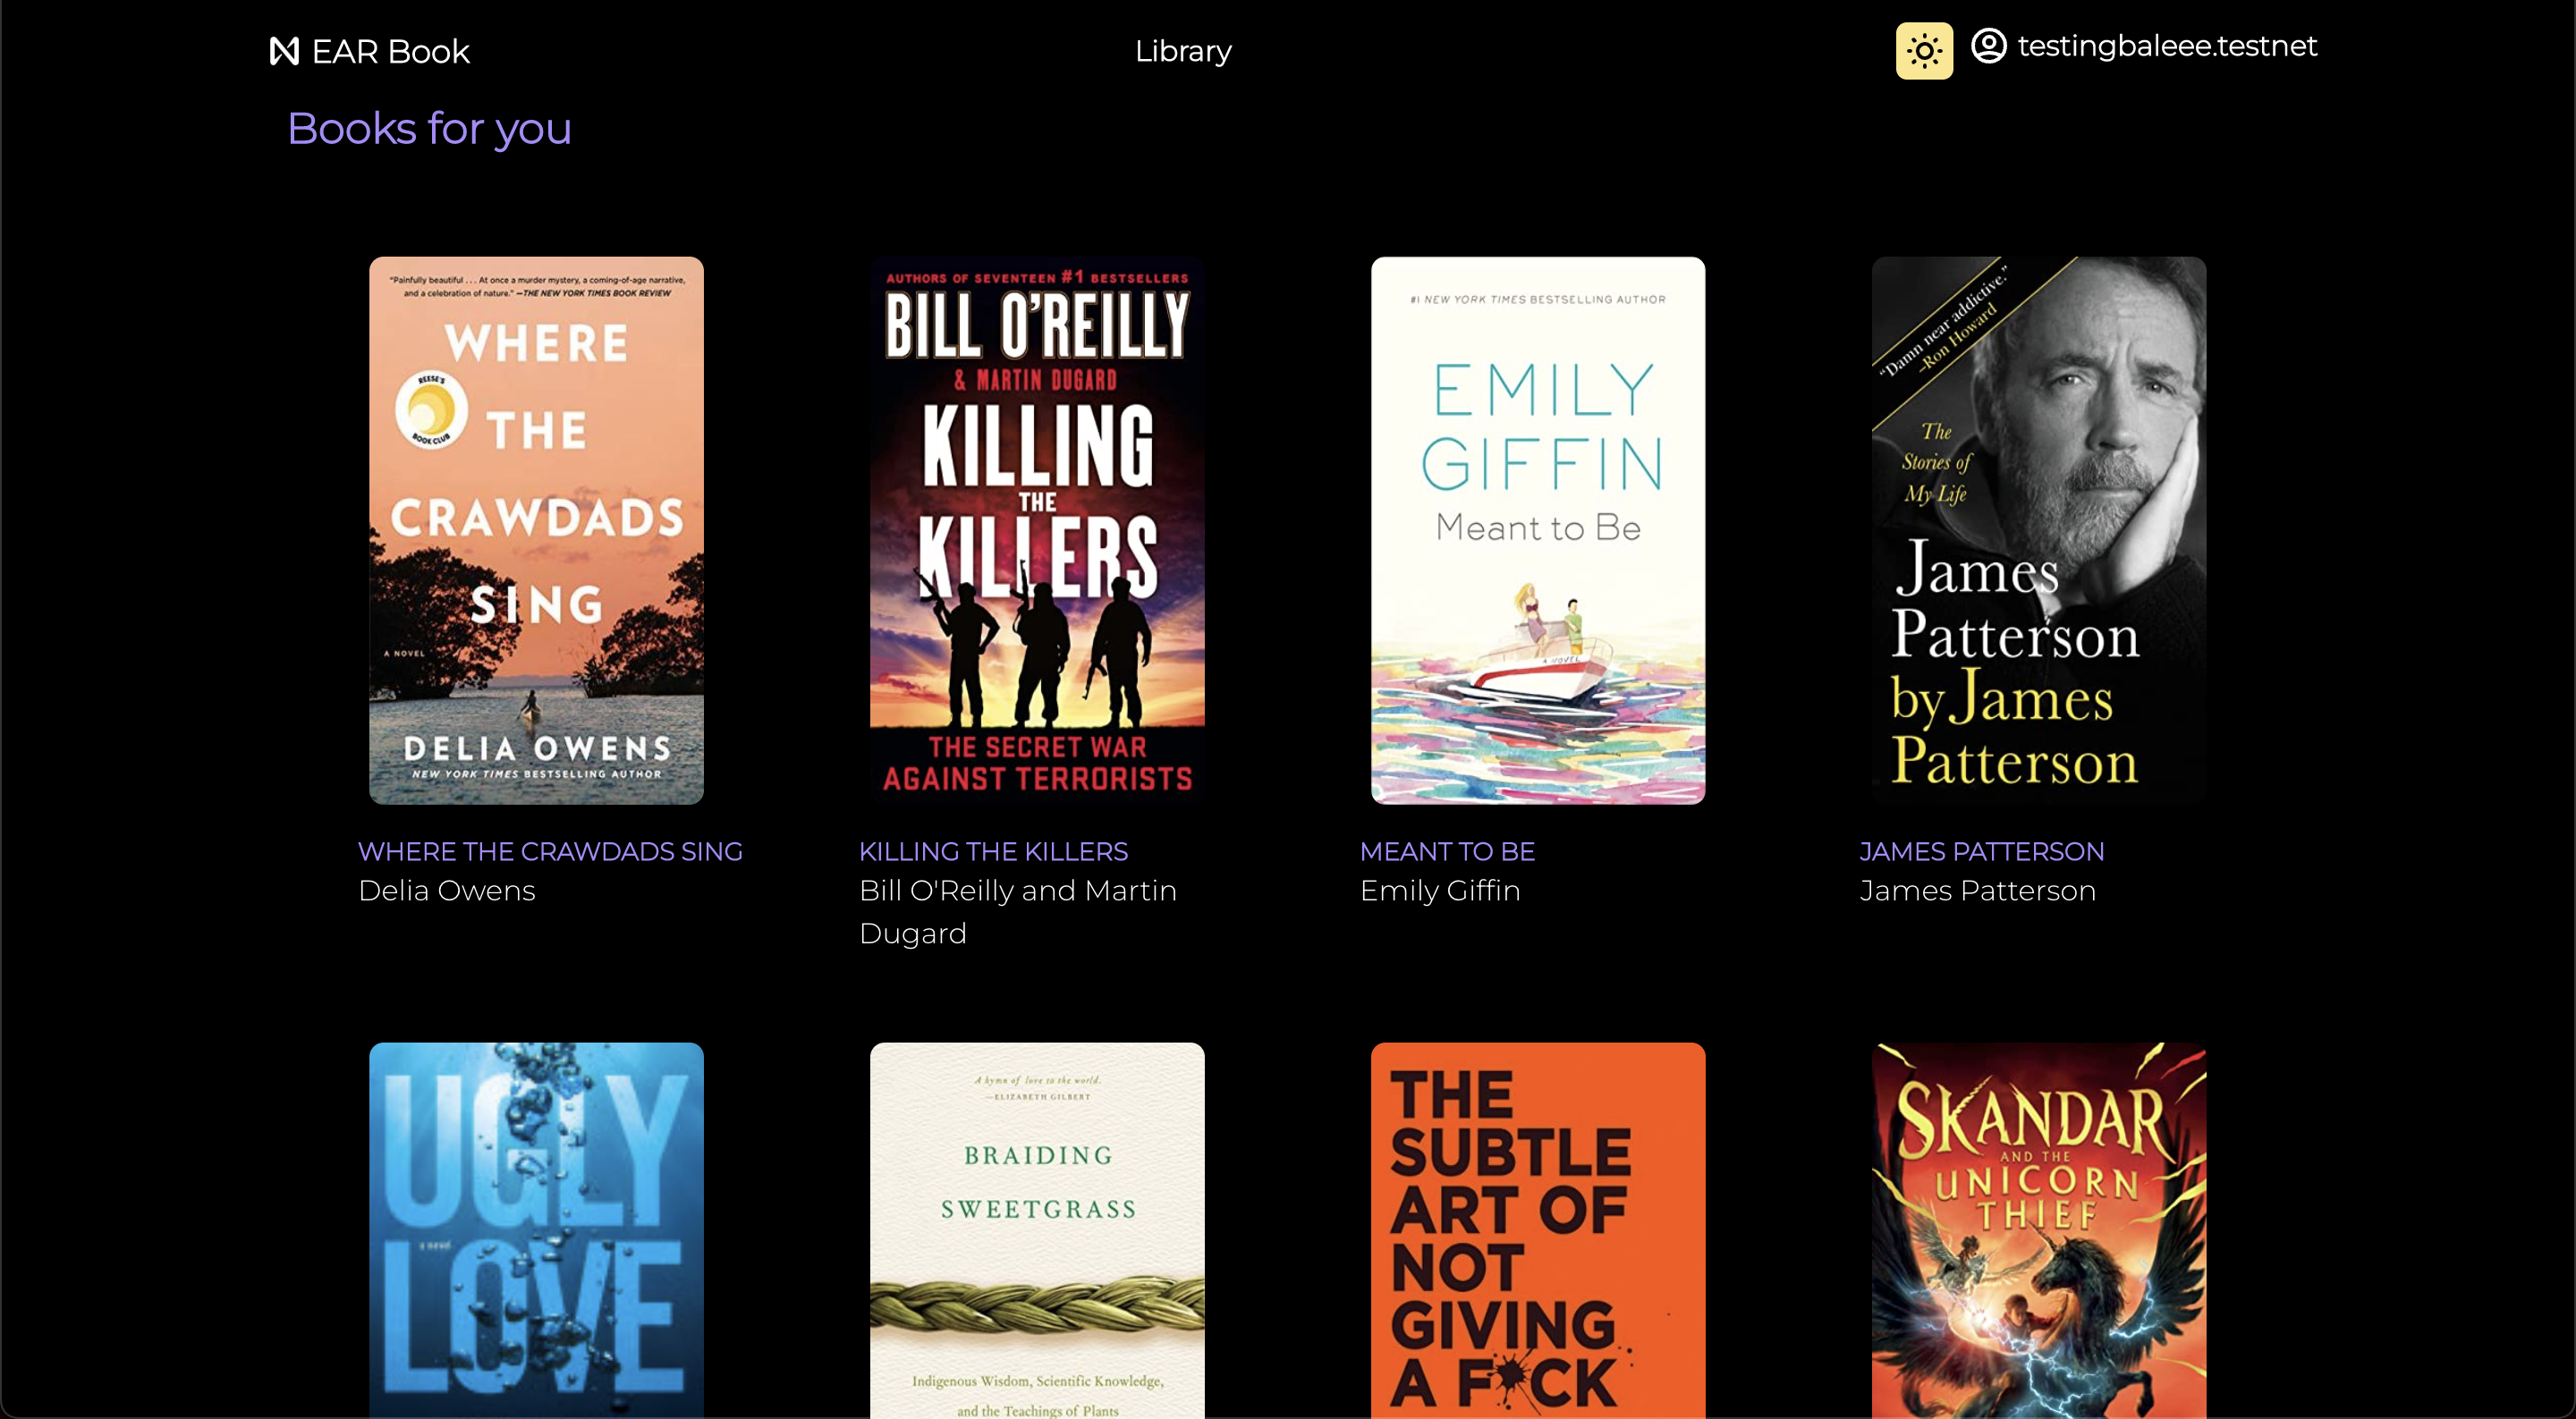 EAR Book
Library
testingbaleee.testnet
Books for you
"Painfully beautiful . . . At once a murder mystery, a coming-of-age narrative,
and a celebration of nature." —THE NEW YORK TIMES BOOK REVIEW
WHERE
REESE'S
BOOK CLUB
THE
CRAWDADS
SING
A NOVEL
DELIA OWENS
NEW YORK TIMES BESTSELLING AUTHOR
AUTHORS OF SEVENTEEN #1 BESTSELLERS
BILL O'REILLY
& MARTIN DUGARD
KILLING
THE
KILLERS
THE SECRET WAR
AGAINST TERRORISTS
#1 NEW YORK TIMES BESTSELLING AUTHOR
EMILY
GIFFIN
Meant to Be
A NOVEL
"Damn near addictive."
–Ron Howard
The
Stories of
My Life
James
Patterson
by James
Patterson
WHERE THE CRAWDADS SING
Delia Owens
KILLING THE KILLERS
Bill O'Reilly and Martin
Dugard
MEANT TO BE
Emily Giffin
JAMES PATTERSON
James Patterson
UGLY
a novel
LOVE
A hymn of love to the world.
—ELIZABETH GILBERT
BRAIDING
SWEETGRASS
Indigenous Wisdom, Scientific Knowledge,
and the Teachings of Plants
THE
SUBTLE
ART OF
NOT
GIVING
A F*CK
SKANDAR
AND THE
UNICORN
THIEF